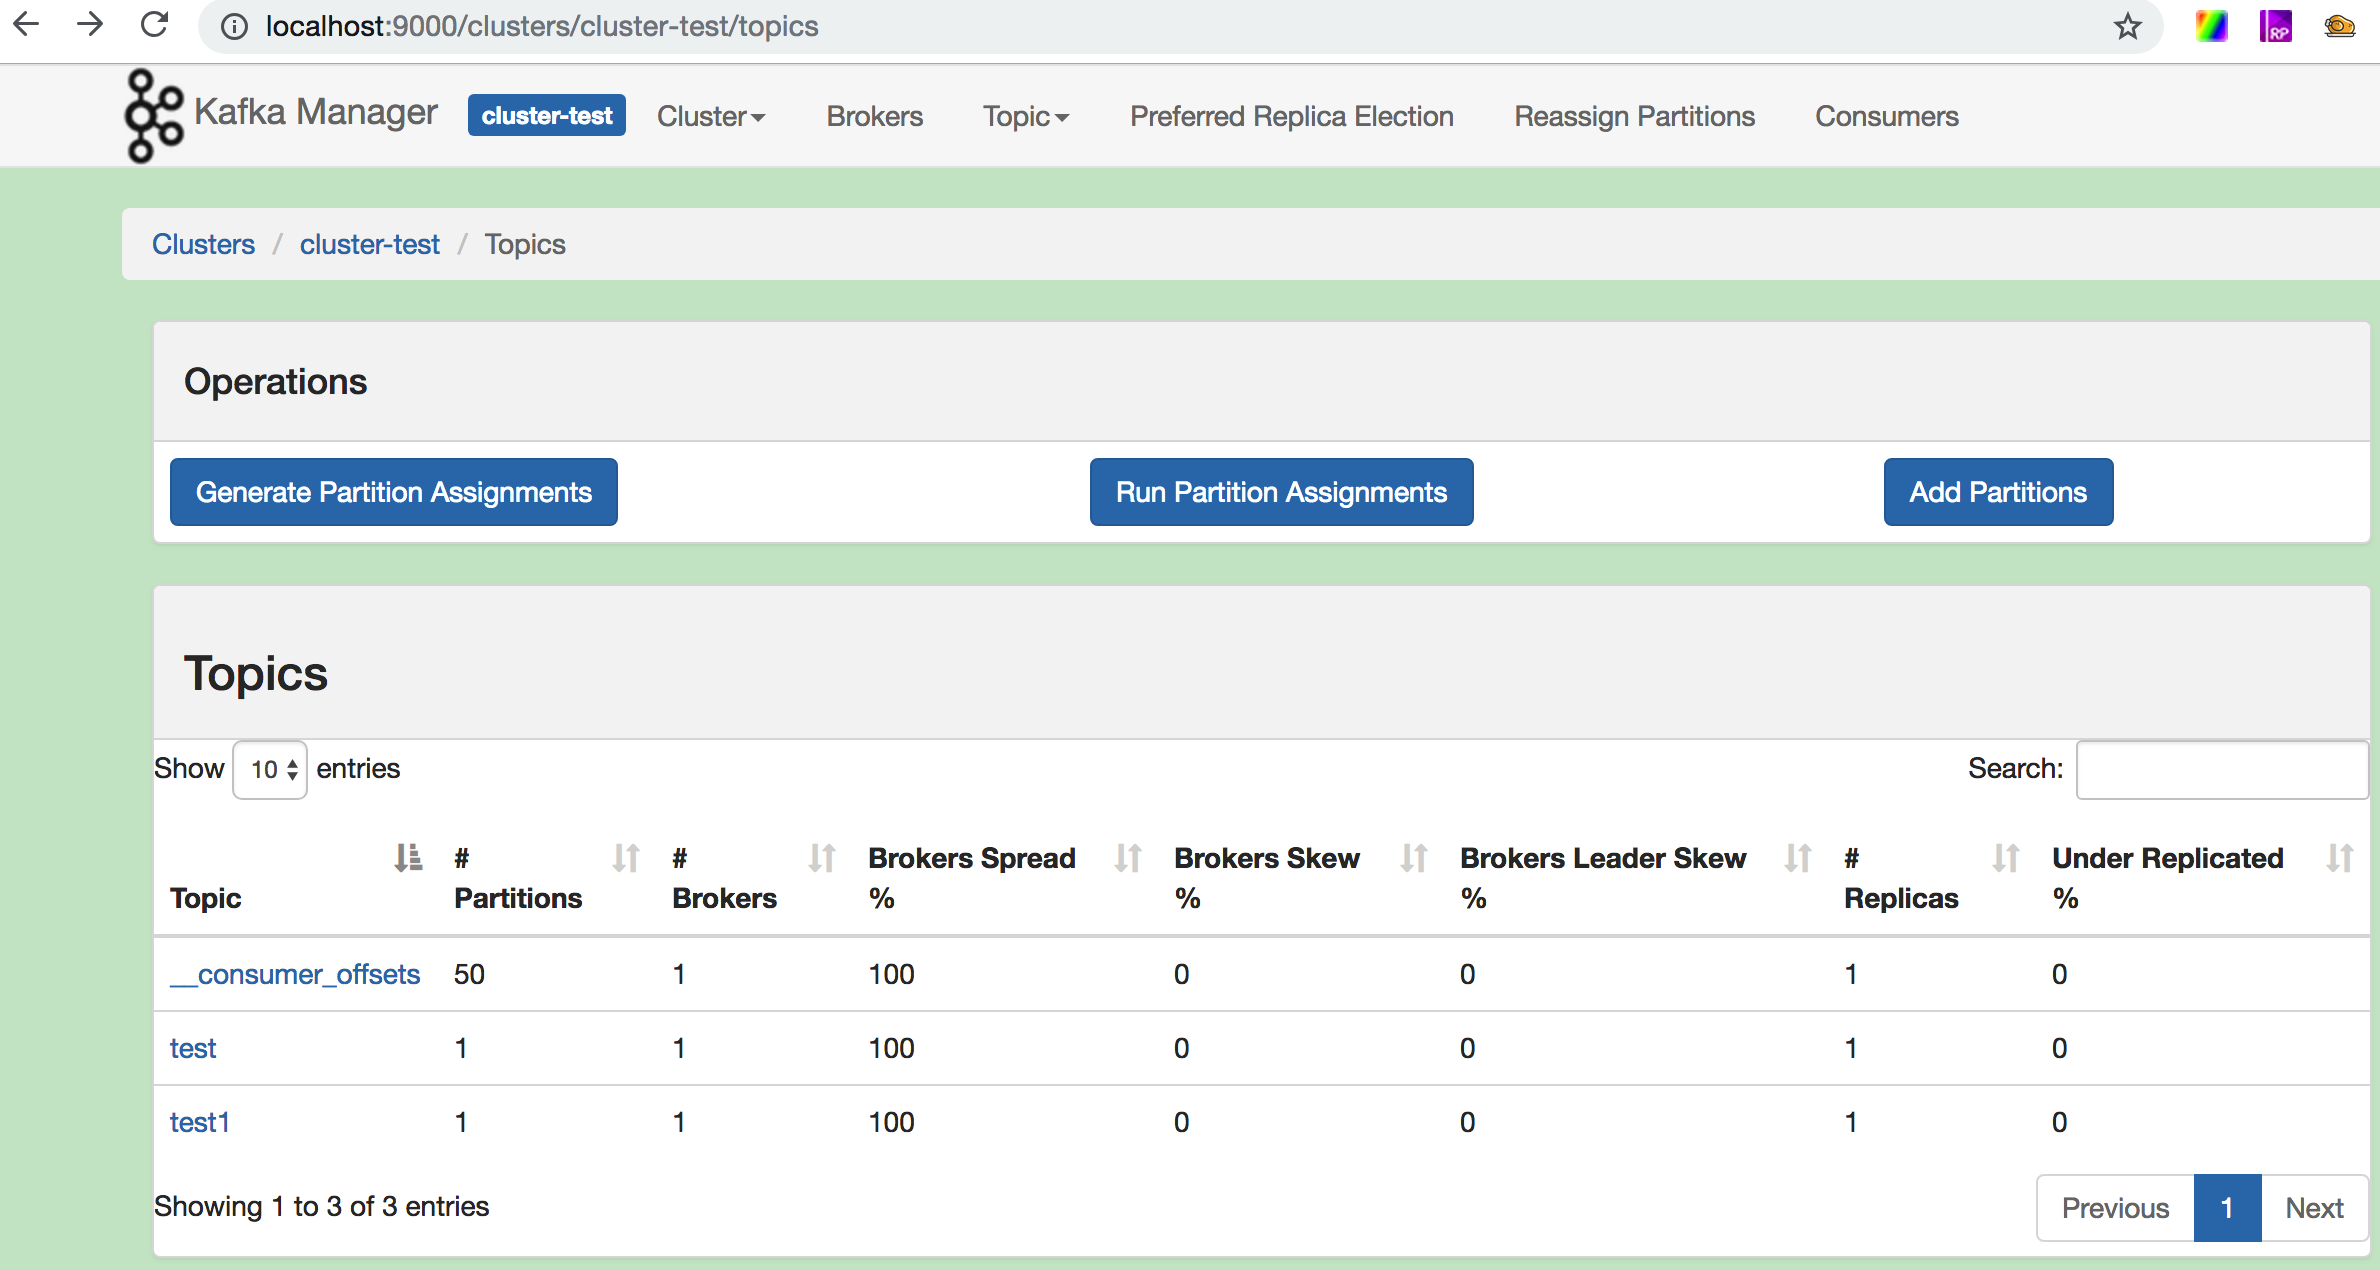 localhost:9000/clusters/cluster-test/topics
RP
Kafka Manager cluster-test Cluster Brokers Topic Preferred Replica Election Reassign Partitions Consumers
Clusters / cluster-test / Topics
Operations
Generate Partition Assignments Run Partition Assignments Add Partitions
Topics
Show 10 entries Search:
Topic # Partitions # Brokers Brokers Spread % Brokers Skew % Brokers Leader Skew % # Replicas Under Replicated %
__consumer_offsets 50 1 100 0 0 1 0
test 1 1 100 0 0 1 0
test1 1 1 100 0 0 1 0
Showing 1 to 3 of 3 entries Previous 1 Next